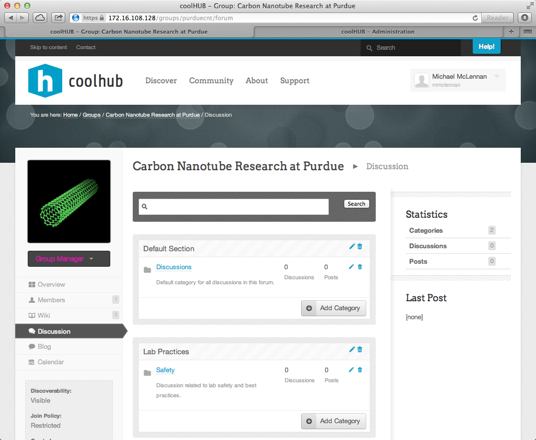 coolHUB - Group: Carbon Nanotube Research at Purdue
https 172.16.108.128/groups/purduecnt/forum
Reader
coolHUB - Group: Carbon Nanotube Research at Purdue
coolHUB - Administration
Skip to content
Contact
Search
Help!
h coolhub
Discover
Community
About
Support
Michael McLennan
mmclennan
You are here: Home / Groups / Carbon Nanotube Research at Purdue / Discussion
Carbon Nanotube Research at Purdue ► Discussion
Group Manager
Overview
Members
Wiki
Discussion
Blog
Calendar
Discoverability:
Visible
Join Policy:
Restricted
Search
Default Section
Discussions
Default category for all discussions in this forum.
0
Discussions
0
Posts
Add Category
Lab Practices
Safety
Discussion related to lab safety and best
practices.
0
Discussions
0
Posts
Add Category
Statistics
Categories 2
Discussions 0
Posts 0
Last Post
[none]